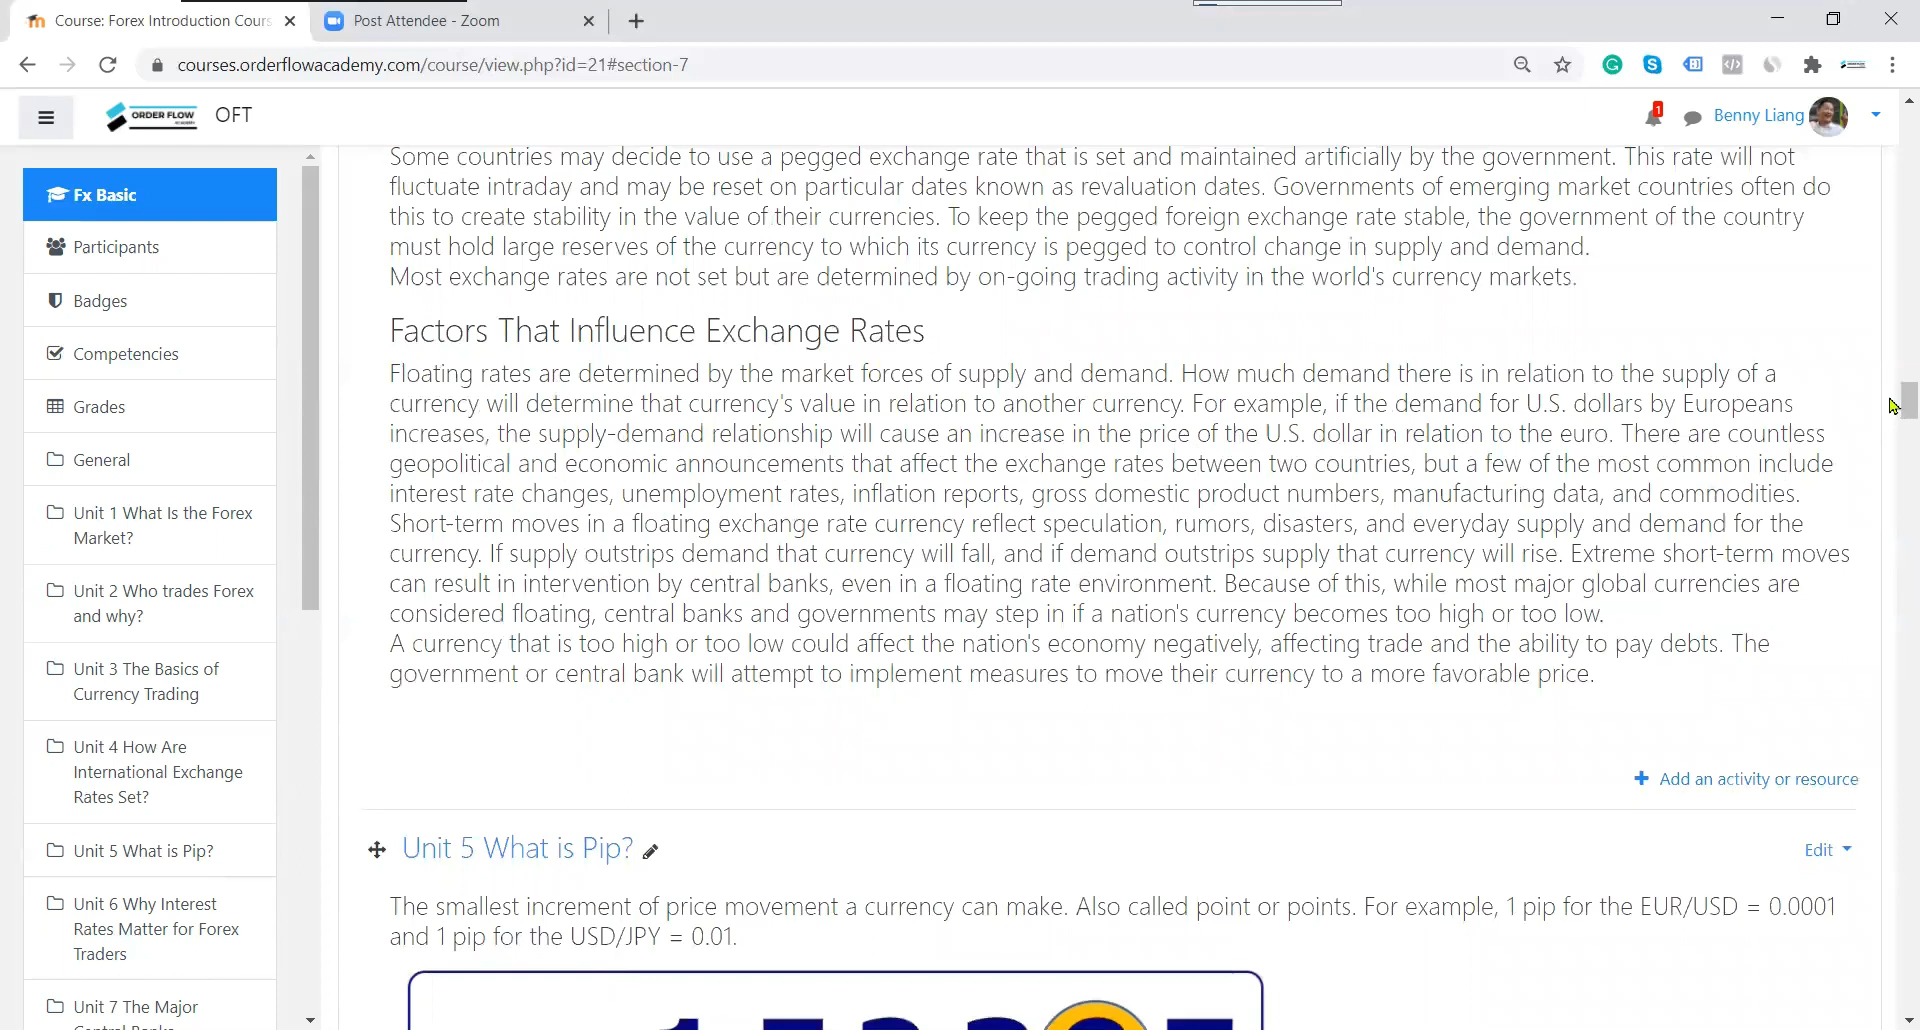 Course: Forex Introduction Cours
Post Attendee - Zoom
courses.orderflowacademy.com/course/view.php?id=21#section-7
ORDER FLOW
OFT
1
Benny Liang
Fx Basic
Participants
Badges
Competencies
Grades
General
Unit 1 What Is the Forex
Market?
Unit 2 Who trades Forex
and why?
Unit 3 The Basics of
Currency Trading
Unit 4 How Are
International Exchange
Rates Set?
Unit 5 What is Pip?
Unit 6 Why Interest
Rates Matter for Forex
Traders
Unit 7 The Major
Some countries may decide to use a pegged exchange rate that is set and maintained artificially by the government. This rate will not
fluctuate intraday and may be reset on particular dates known as revaluation dates. Governments of emerging market countries often do
this to create stability in the value of their currencies. To keep the pegged foreign exchange rate stable, the government of the country
must hold large reserves of the currency to which its currency is pegged to control change in supply and demand.
Most exchange rates are not set but are determined by on-going trading activity in the world's currency markets.
Factors That Influence Exchange Rates
Floating rates are determined by the market forces of supply and demand. How much demand there is in relation to the supply of a
currency will determine that currency's value in relation to another currency. For example, if the demand for U.S. dollars by Europeans
increases, the supply-demand relationship will cause an increase in the price of the U.S. dollar in relation to the euro. There are countless
geopolitical and economic announcements that affect the exchange rates between two countries, but a few of the most common include
interest rate changes, unemployment rates, inflation reports, gross domestic product numbers, manufacturing data, and commodities.
Short-term moves in a floating exchange rate currency reflect speculation, rumors, disasters, and everyday supply and demand for the
currency. If supply outstrips demand that currency will fall, and if demand outstrips supply that currency will rise. Extreme short-term moves
can result in intervention by central banks, even in a floating rate environment. Because of this, while most major global currencies are
considered floating, central banks and governments may step in if a nation's currency becomes too high or too low.
A currency that is too high or too low could affect the nation's economy negatively, affecting trade and the ability to pay debts. The
government or central bank will attempt to implement measures to move their currency to a more favorable price.
Add an activity or resource
Unit 5 What is Pip?
Edit
The smallest increment of price movement a currency can make. Also called point or points. For example, 1 pip for the EUR/USD = 0.0001
and 1 pip for the USD/JPY = 0.01.